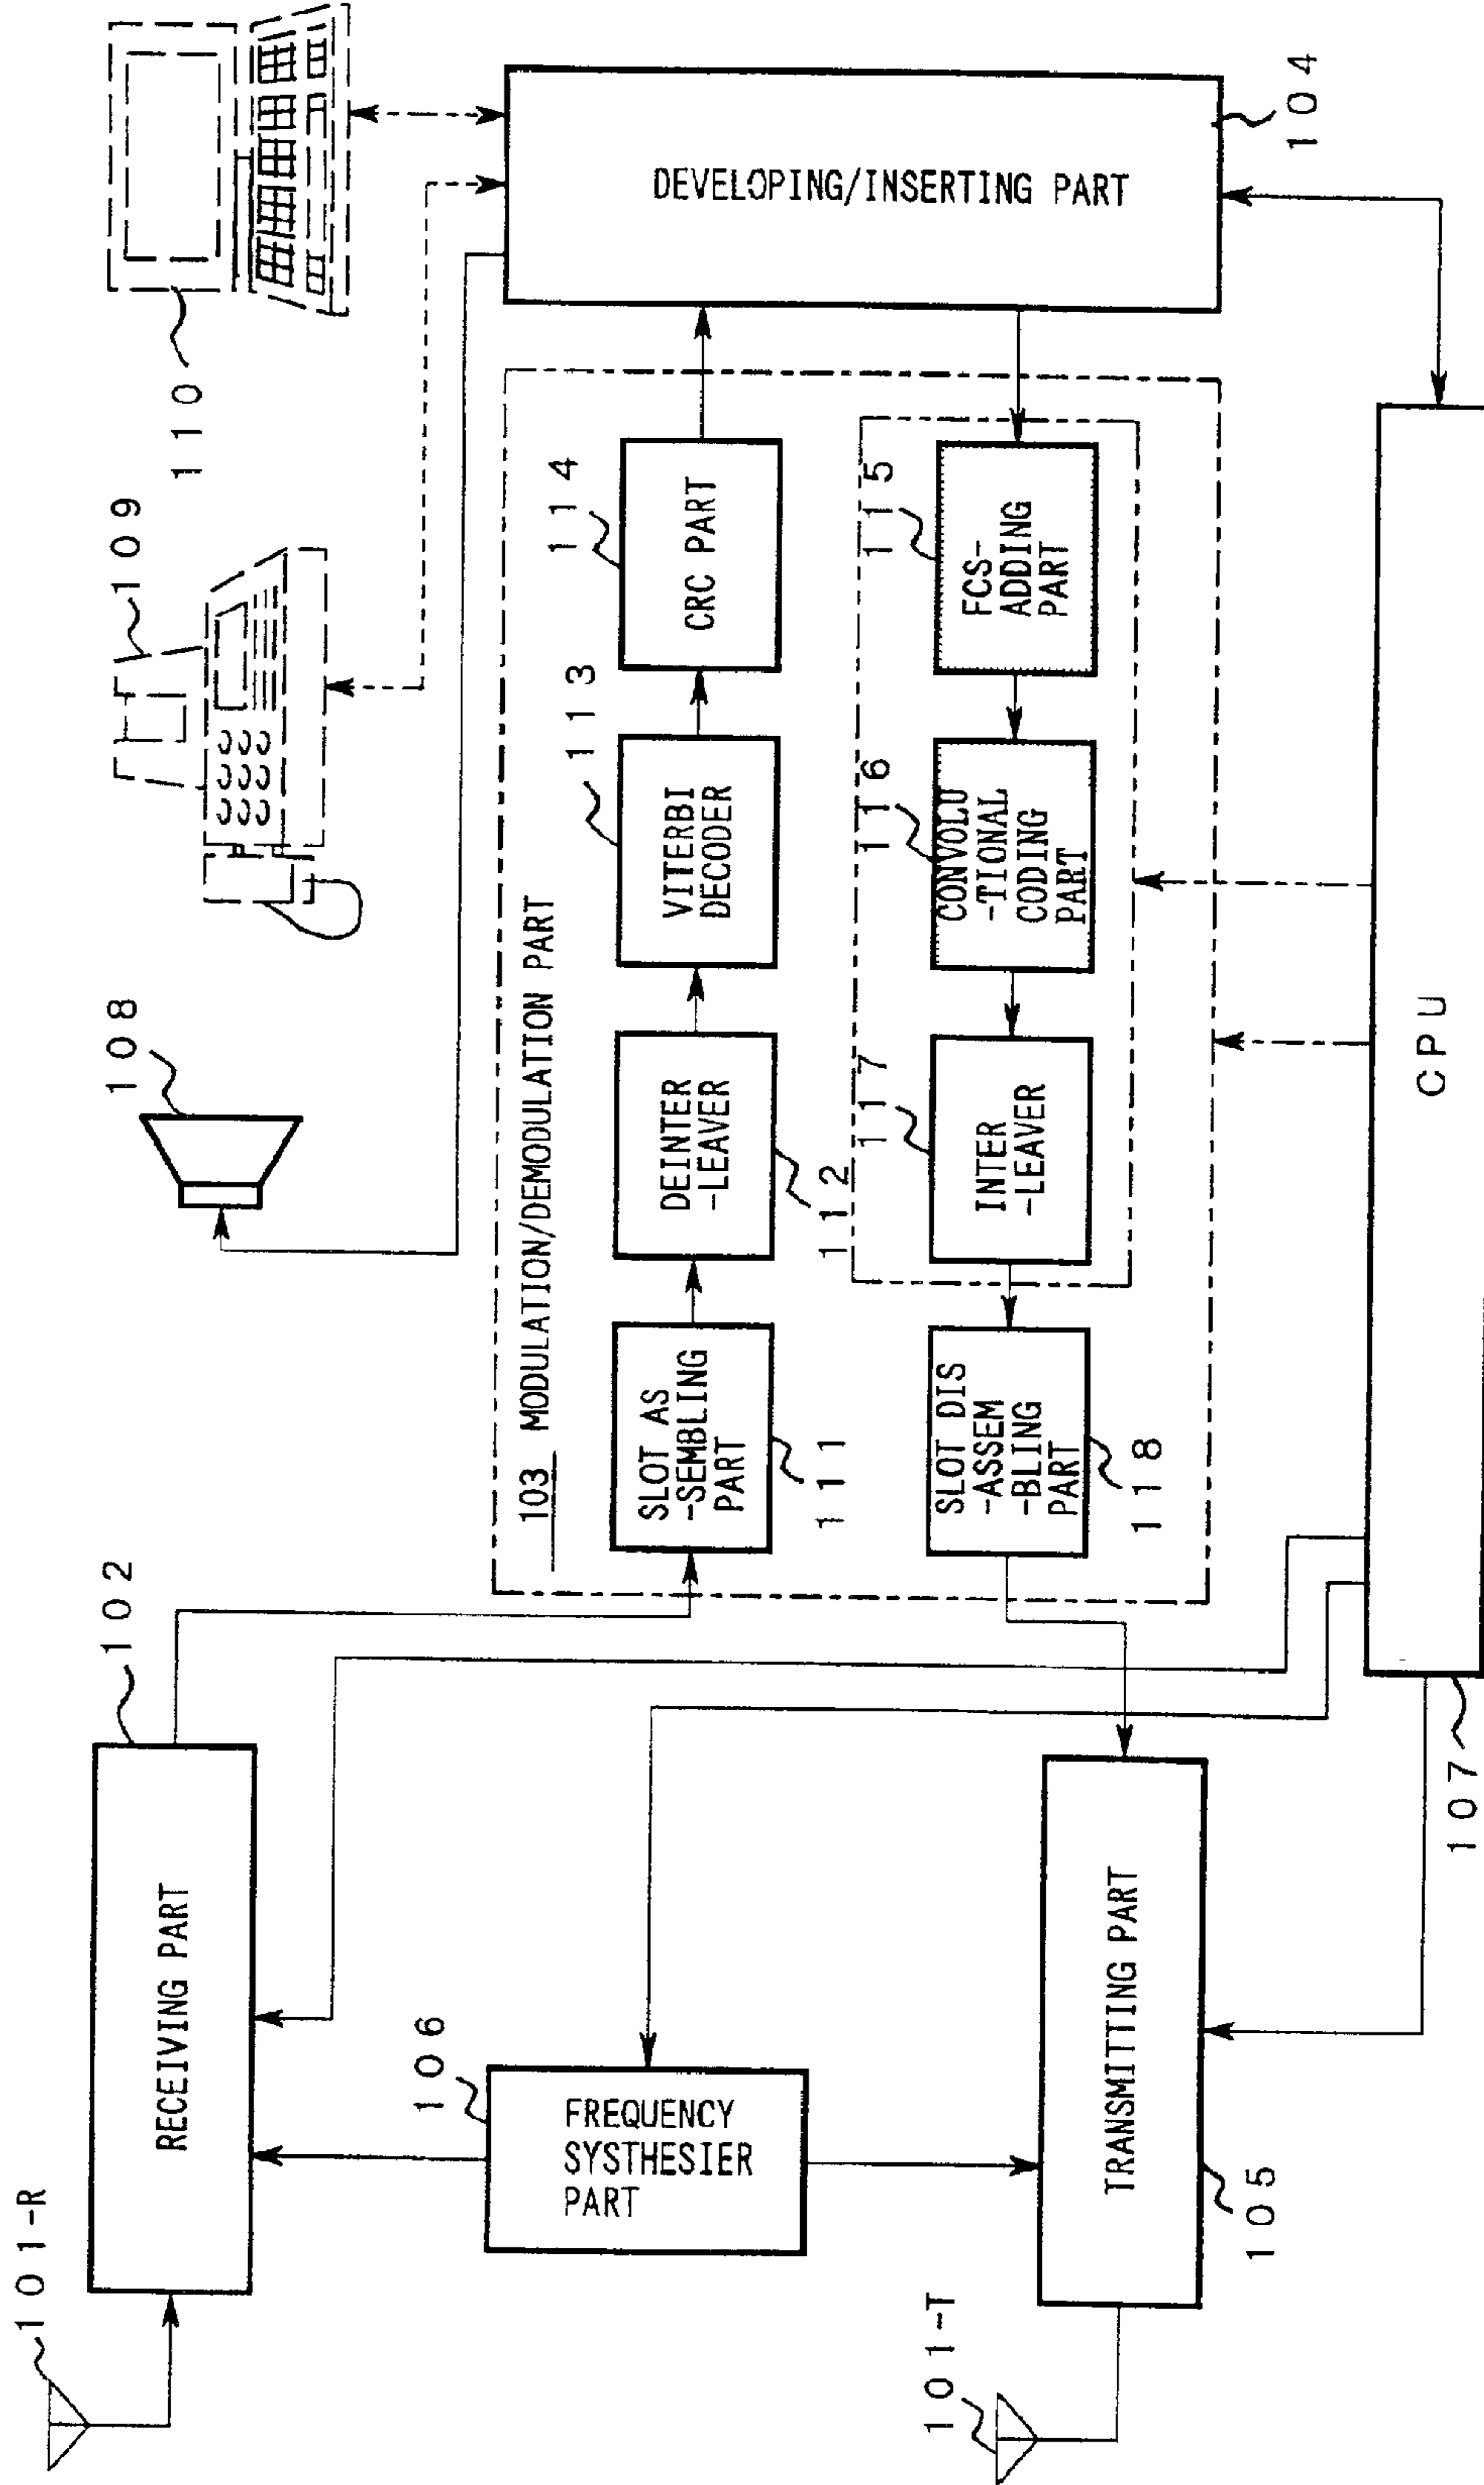 101-R
RECEIVING PART
102
108
109
110
FREQUENCY
SYSTHESIER
PART
106
103 MODULATION/DEMODULATION PART
SLOT AS
-SEMBLING
PART
111
DEINTER
-LEAVER
112
VITERBI
DECODER
113
CRC PART
114
DEVELOPING/INSERTING PART
104
101-T
TRANSMITTING PART
105
SLOT DIS
-ASSEM
-BLING
PART
118
INTER
-LEAVER
117
CONVOLU
-TIONAL
CODING
PART
116
FCS-
ADDING
PART
115
107
CPU